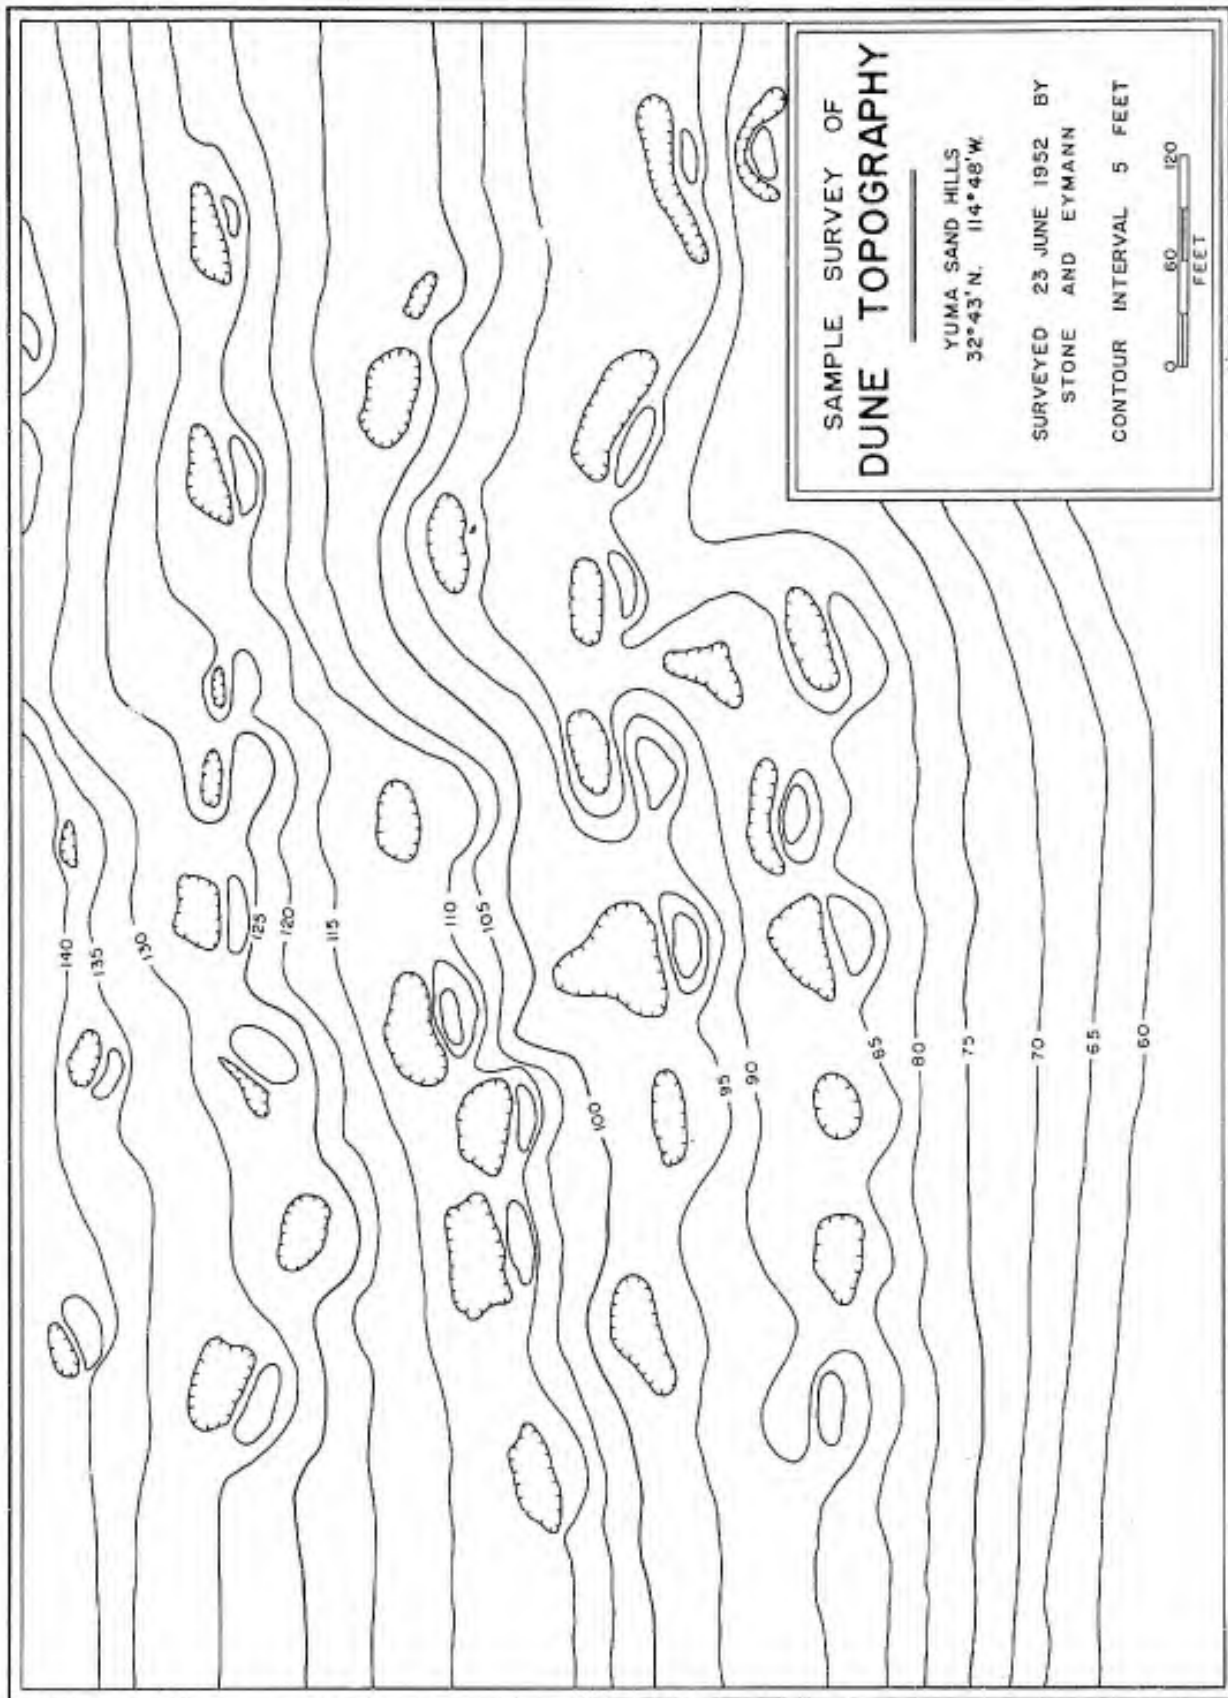 SAMPLE SURVEY OF
DUNE TOPOGRAPHY
YUMA SAND HILLS
32°43'N. 114°48'W.
SURVEYED 23 JUNE 1952 BY
STONE AND EYMANN
CONTOUR INTERVAL 5 FEET
0 60 120
FEET
140
135
130
125
120
115
110
105
100
95
90
85
80
75
70
65
60